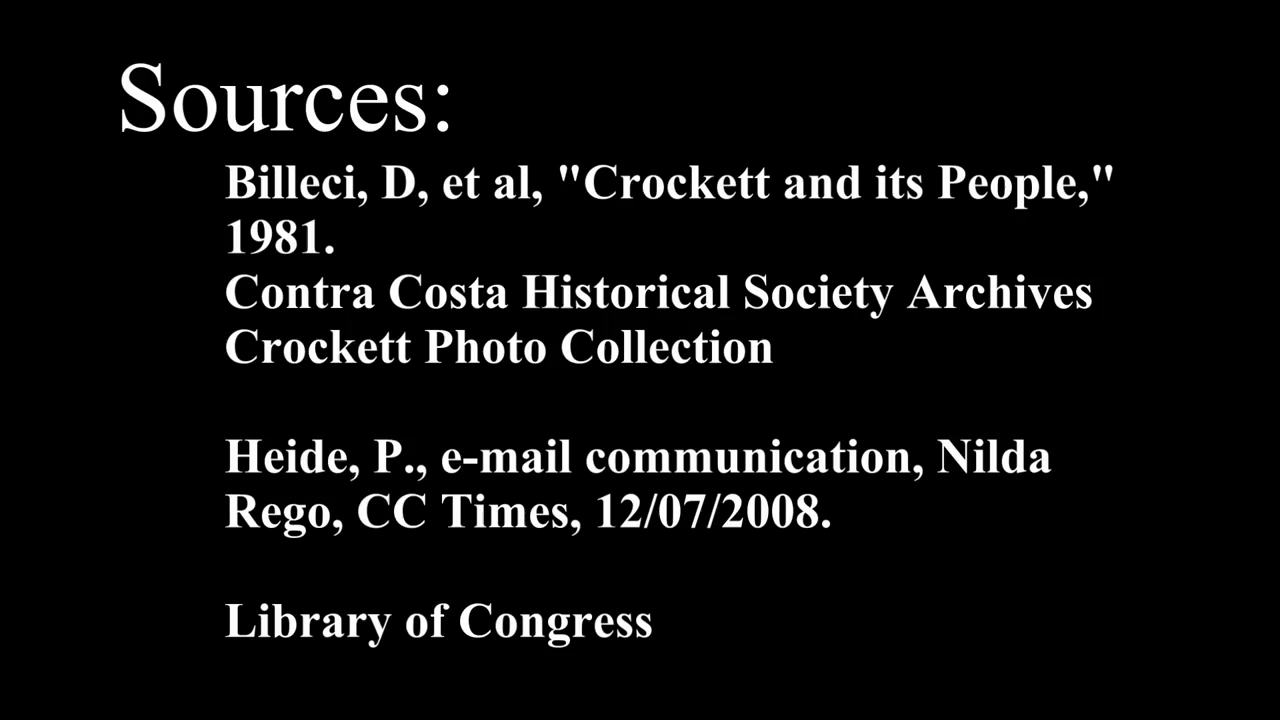 Sources:
Billeci, D, et al, "Crockett and its People,"
1981.
Contra Costa Historical Society Archives
Crockett Photo Collection
Heide, P., e-mail communication, Nilda
Rego, CC Times, 12/07/2008.
Library of Congress